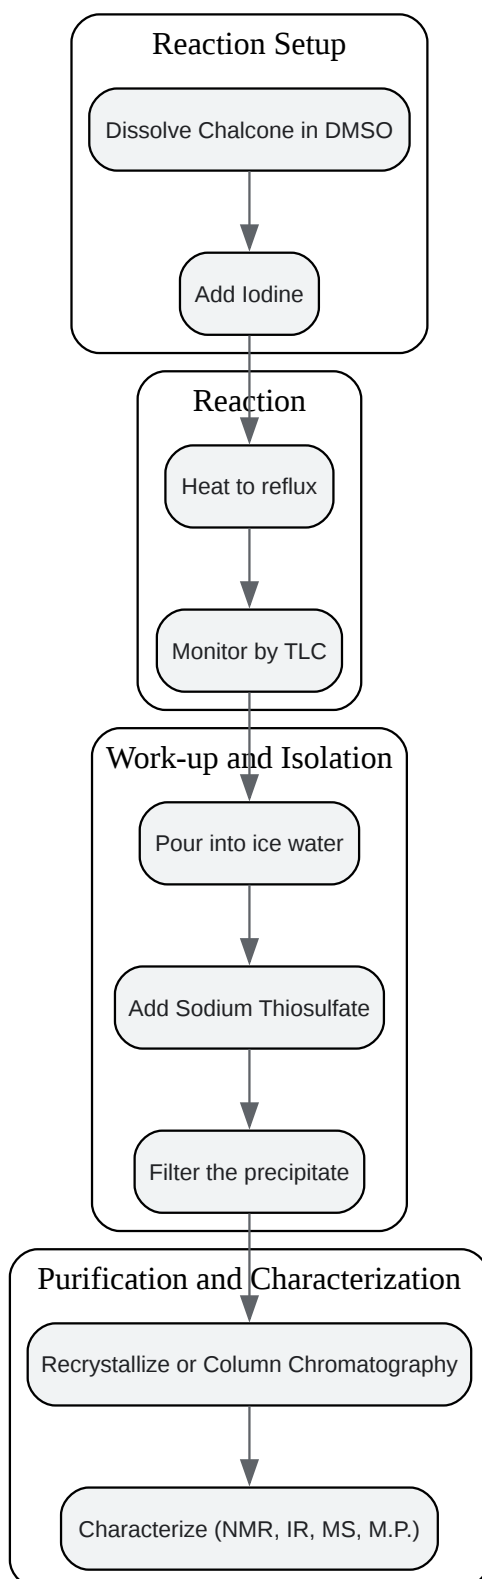 Reaction Setup
Dissolve Chalcone in DMSO
Add Iodine
Reaction
Heat to reflux
Monitor by TLC
Work-up and Isolation
Pour into ice water
Add Sodium Thiosulfate
Filter the precipitate
Purification and Characterization
Recrystallize or Column Chromatography
Characterize (NMR, IR, MS, M.P.)